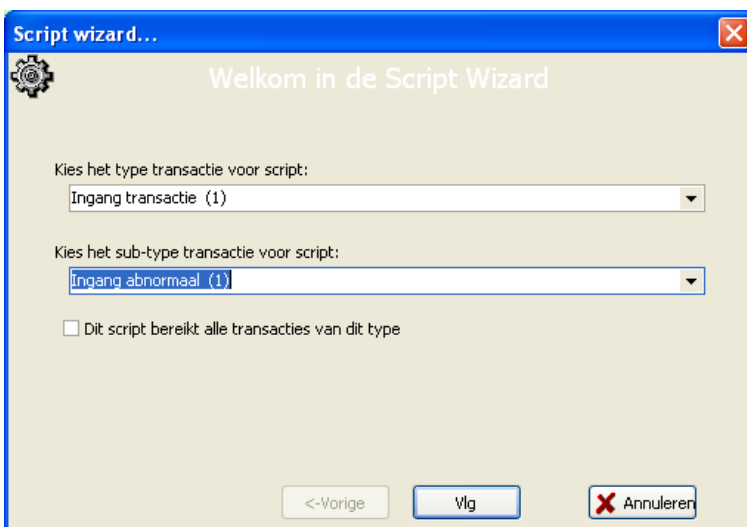 Script wizard...
Welkom in de Script Wizard
Kies het type transactie voor script:
Ingang transactie (1)
Kies het sub-type transactie voor script:
Ingang abnormaal (1)
Dit script bereikt alle transacties van dit type
<-Vorige
Vlg
Annuleren